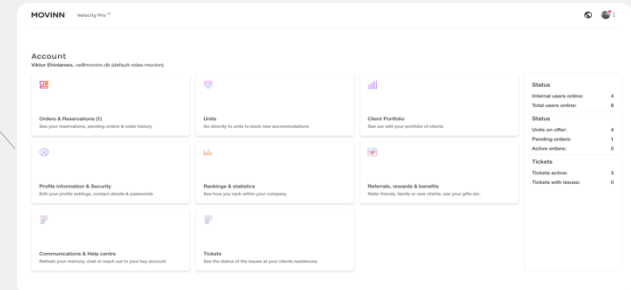 MOVINN Velocity Pro™
Account
Viktor Ehinlanwo, ve@movinn.dk (default-roles-movinn)
Orders & Reservations (1)
See your reservations, pending orders & order history
Units
Go directly to units to book new accommodations
Client Portfolio
See our edit your portfolio of clients
Profile information & Security
Edit your profile settings, contact details & passwords
Rankings & statistics
See how you rank within your company
Referrals, rewards & benefits
Refer friends, family or new clients, see your gifts etc.
Communications & Help centre
Refresh your memory, chat or reach out to your key account
Tickets
See the status of the issues at your clients residences
Status
Internal users online: 4
Total users online: 8
Status
Units on offer: 4
Pending orders: 1
Active orders: 5
Tickets
Tickets active: 3
Tickets with issues: 0